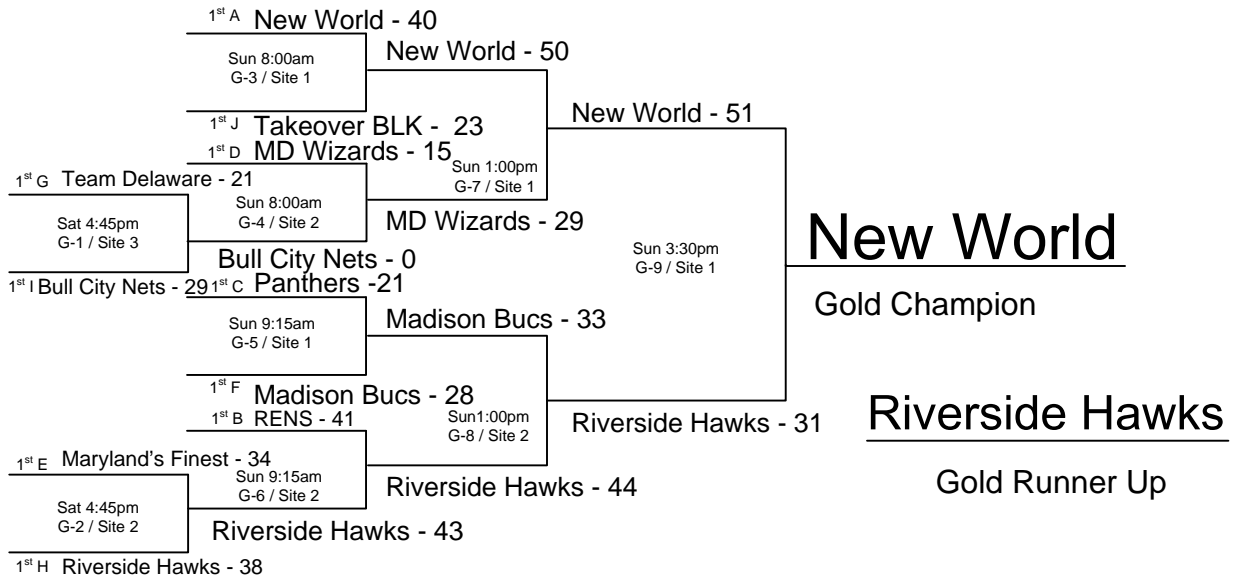 1st A New World - 40
Sun 8:00am
G-3 / Site 1
New World - 50
1st J Takeover BLK - 23
New World - 51
1st D MD Wizards - 15
Sun 1:00pm
G-7 / Site 1
1st G Team Delaware - 21
Sun 8:00am
G-4 / Site 2
Sat 4:45pm
G-1 / Site 3
MD Wizards - 29
Bull City Nets - 0
1st I Bull City Nets - 29
1st C Panthers -21
Sun 3:30pm
G-9 / Site 1
New World
Gold Champion
Sun 9:15am
G-5 / Site 1
Madison Bucs - 33
1st F Madison Bucs - 28
1st B RENS - 41
Sun1:00pm
G-8 / Site 2
Riverside Hawks - 31
Riverside Hawks
Gold Runner Up
1st E Maryland's Finest - 34
Sun 9:15am
G-6 / Site 2
Riverside Hawks - 44
Sat 4:45pm
G-2 / Site 2
Riverside Hawks - 43
1st H Riverside Hawks - 38